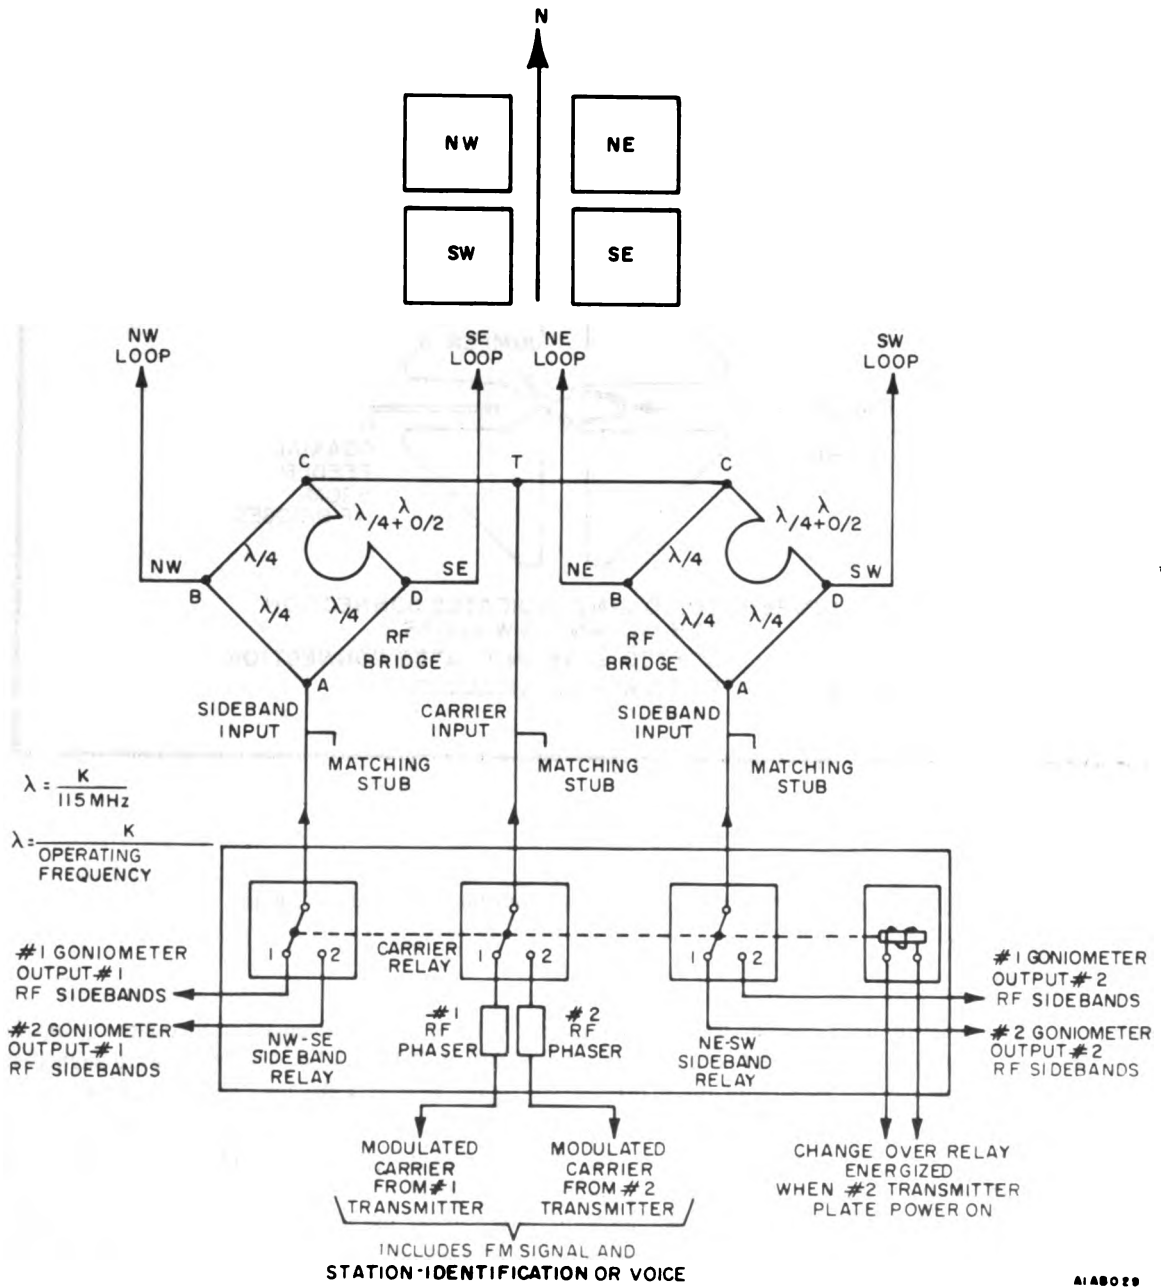 N
NW
NE
SW
SE
NW
LOOP
SE
LOOP
NE
LOOP
SW
LOOP
C
T
C
λ/4+ λ0/2
λ/4+ λ0/2
λ/4
λ/4
NW
SE
NE
SW
B
D
B
D
λ/4
λ/4
λ/4
λ/4
RF
BRIDGE
RF
BRIDGE
A
A
SIDEBAND
INPUT
CARRIER
INPUT
SIDEBAND
INPUT
MATCHING
STUB
MATCHING
STUB
MATCHING
STUB
λ = K
115 MHz
λ = K
OPERATING
FREQUENCY
1 2
CARRIER
RELAY
1 2
1 2
#1 GONIOMETER
OUTPUT #1
RF SIDEBANDS
#2 GONIOMETER
OUTPUT #1
RF SIDEBANDS
NW-SE
SIDEBAND
RELAY
#1
RF
PHASER
#2
RF
PHASER
NE-SW
SIDEBAND
RELAY
#1 GONIOMETER
OUTPUT #2
RF SIDEBANDS
#2 GONIOMETER
OUTPUT #2
RF SIDEBANDS
MODULATED
CARRIER
FROM #1
TRANSMITTER
MODULATED
CARRIER
FROM #2
TRANSMITTER
CHANGE OVER RELAY
ENERGIZED
WHEN #2 TRANSMITTER
PLATE POWER ON
INCLUDES FM SIGNAL AND
STATION-IDENTIFICATION OR VOICE
A1AB029